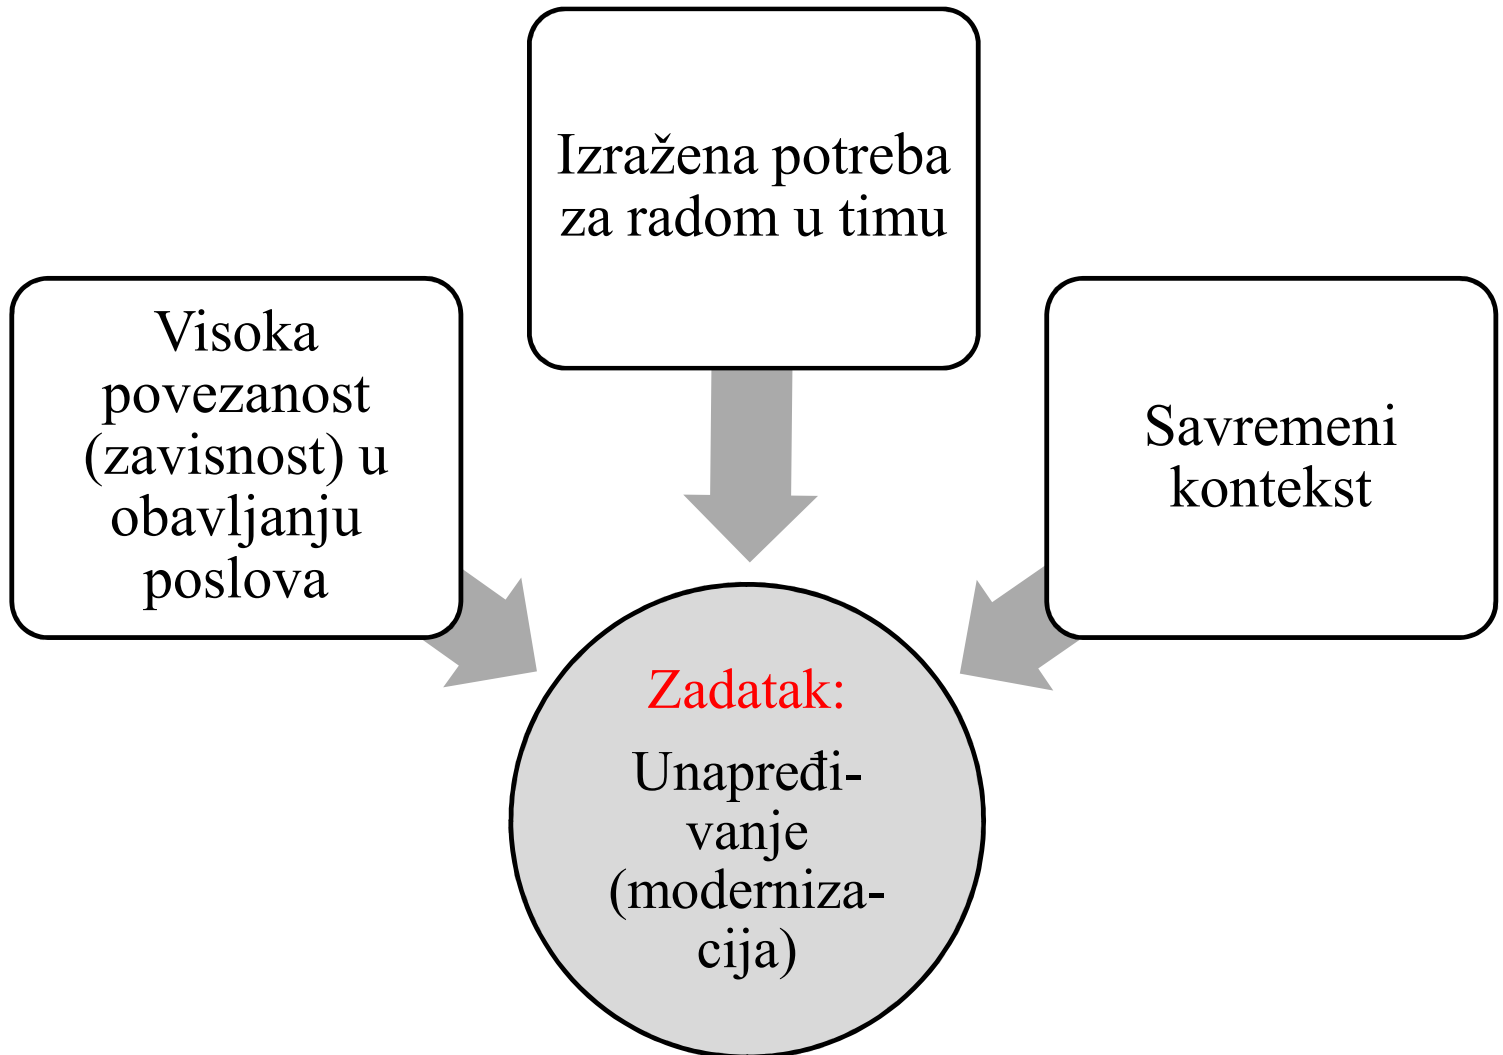 Izražena potreba
za radom u timu
Visoka
povezanost
(zavisnost) u
obavljanju
poslova
Savremeni
kontekst
Zadatak:
Unapređi-
vanje
(moderniza-
cija)